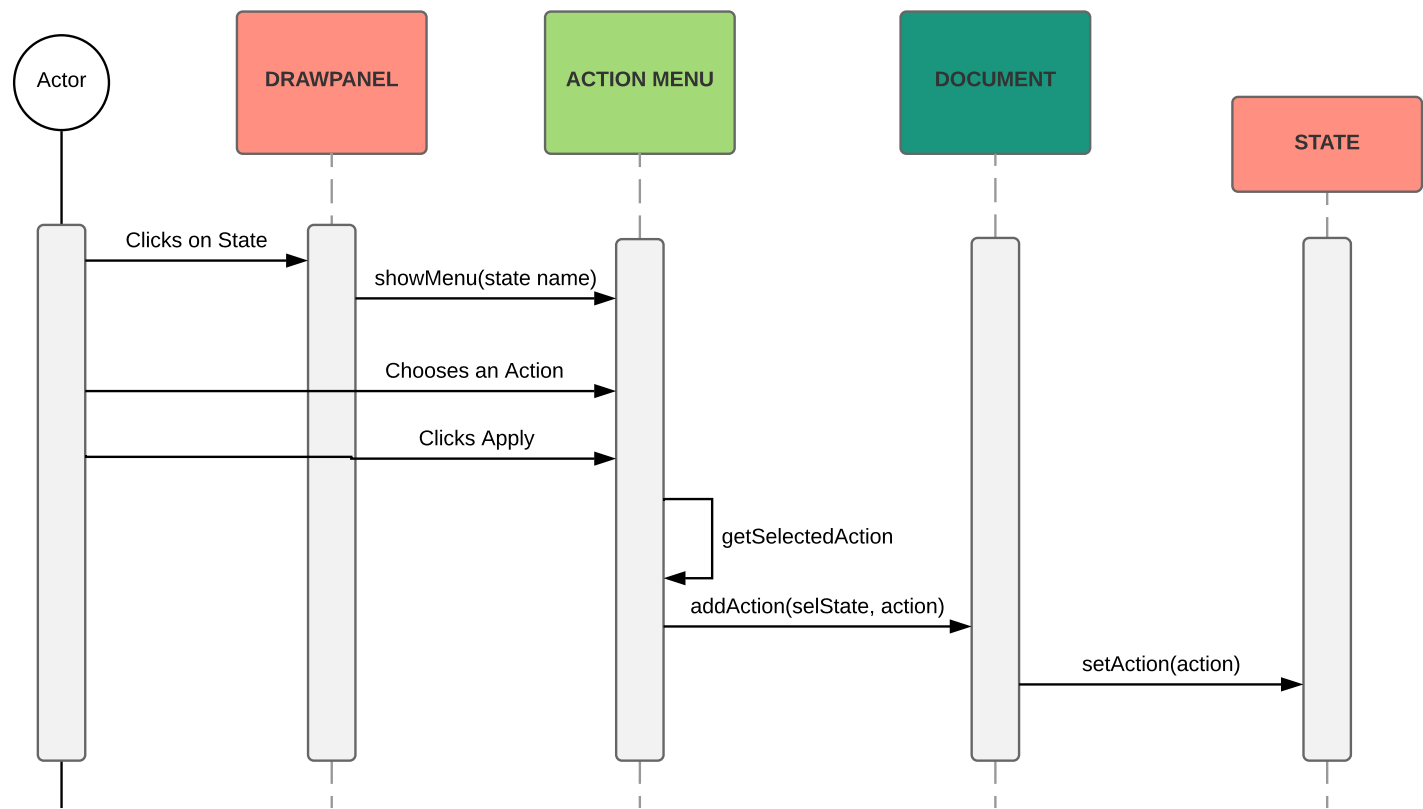 Actor
DRAWPANEL
ACTION MENU
DOCUMENT
STATE
Clicks on State
showMenu(state name)
Chooses an Action
Clicks Apply
getSelectedAction
addAction(selState, action)
setAction(action)